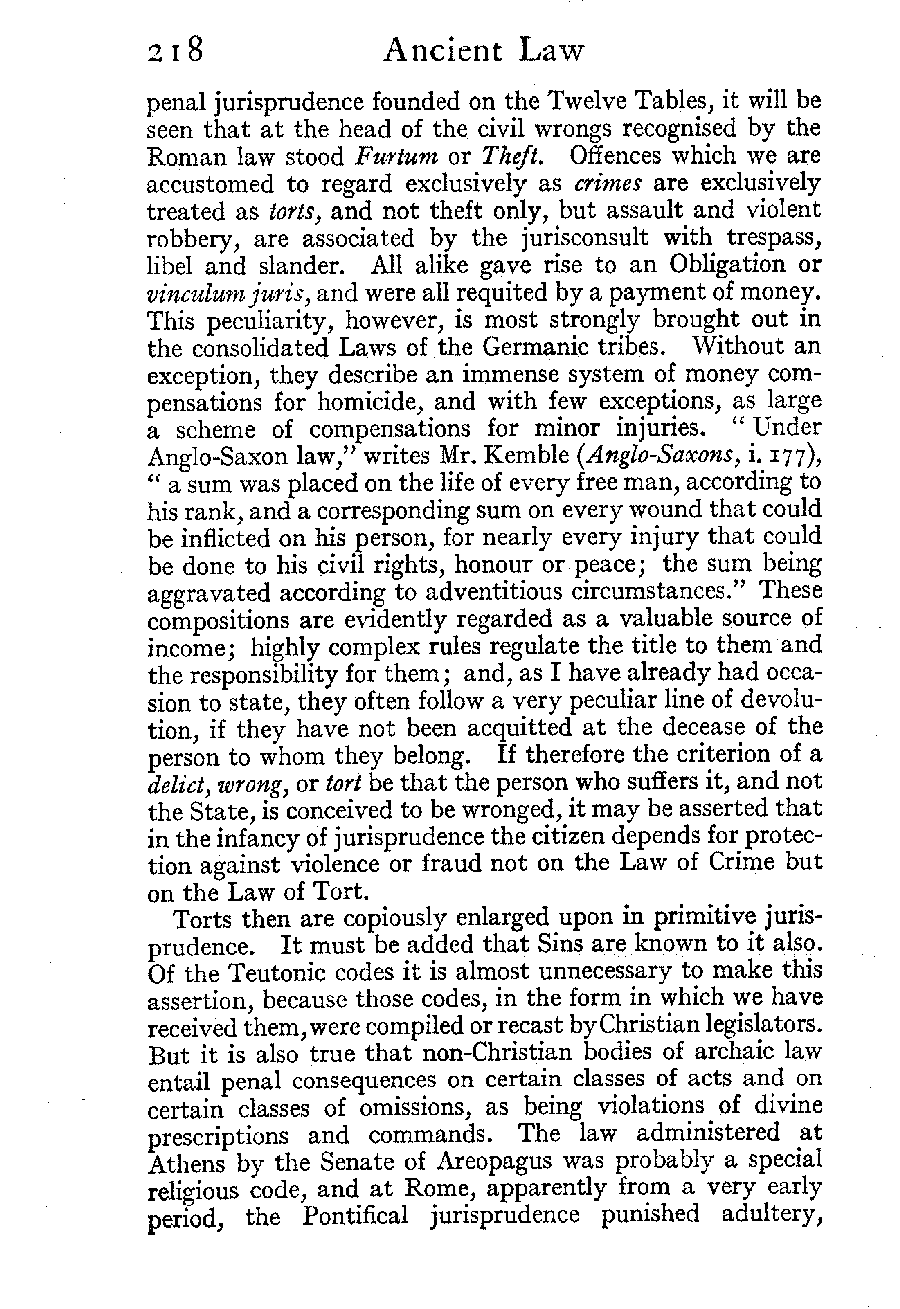 218 Ancient Law
penal jurisprudence founded on the Twelve Tables, it will be
seen that at the head of the civil wrongs recognised by the
Roman law stood Furtum or Theft. Offences which we are
accustomed to regard exclusively as crimes are exclusively
treated as torts, and not theft only, but assault and violent
robbery, are associated by the jurisconsult with trespass,
libel and slander. All alike gave rise to an Obligation or
vinculum juris, and were all requited by a payment of money.
This peculiarity, however, is most strongly brought out in
the consolidated Laws of the Germanic tribes. Without an
exception, they describe an immense system of money com-
pensations for homicide, and with few exceptions, as large
a scheme of compensations for minor injuries. “ Under
Anglo-Saxon law,” writes Mr. Kemble (Anglo-Saxons, i. 177),
“ a sum was placed on the life of every free man, according to
his rank, and a corresponding sum on every wound that could
be inflicted on his person, for nearly every injury that could
be done to his civil rights, honour or peace; the sum being
aggravated according to adventitious circumstances.” These
compositions are evidently regarded as a valuable source of
income; highly complex rules regulate the title to them and
the responsibility for them; and, as I have already had occa-
sion to state, they often follow a very peculiar line of devolu-
tion, if they have not been acquitted at the decease of the
person to whom they belong. If therefore the criterion of a
delict, wrong, or tort be that the person who suffers it, and not
the State, is conceived to be wronged, it may be asserted that
in the infancy of jurisprudence the citizen depends for protec-
tion against violence or fraud not on the Law of Crime but
on the Law of Tort.
Torts then are copiously enlarged upon in primitive juris-
prudence. It must be added that Sins are known to it also.
Of the Teutonic codes it is almost unnecessary to make this
assertion, because those codes, in the form in which we have
received them, were compiled or recast by Christian legislators.
But it is also true that non-Christian bodies of archaic law
entail penal consequences on certain classes of acts and on
certain classes of omissions, as being violations of divine
prescriptions and commands. The law administered at
Athens by the Senate of Areopagus was probably a special
religious code, and at Rome, apparently from a very early
period, the Pontifical jurisprudence punished adultery,